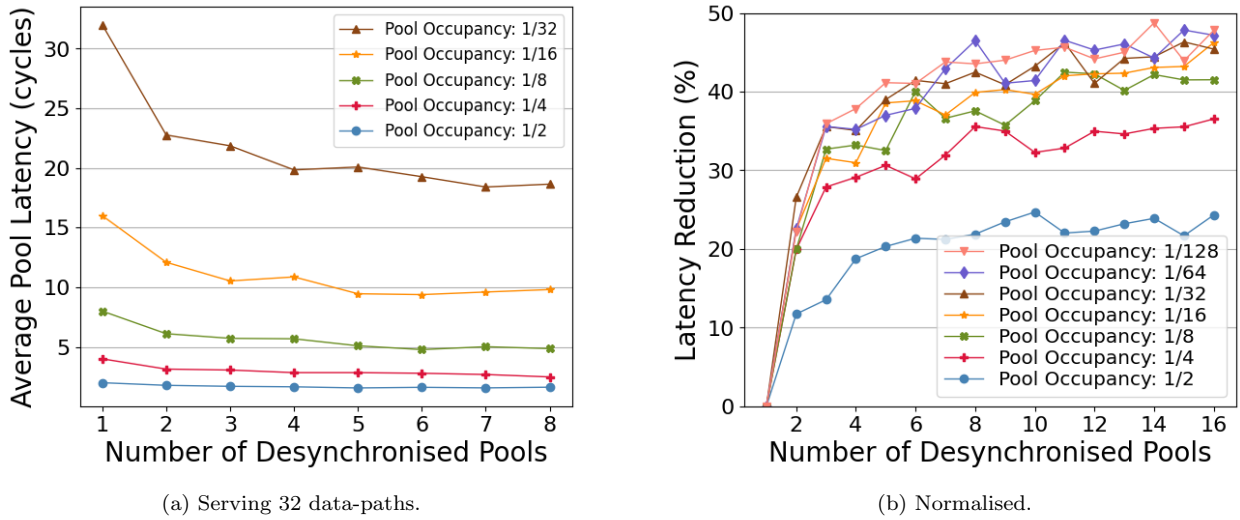 Average Pool Latency (cycles)
30
25
20
15
10
5
Pool Occupancy: 1/32
Pool Occupancy: 1/16
Pool Occupancy: 1/8
Pool Occupancy: 1/4
Pool Occupancy: 1/2
1 2 3 4 5 6 7 8
Number of Desynchronised Pools
(a) Serving 32 data-paths.
Latency Reduction (%)
50
40
30
20
10
0
Pool Occupancy: 1/128
Pool Occupancy: 1/64
Pool Occupancy: 1/32
Pool Occupancy: 1/16
Pool Occupancy: 1/8
Pool Occupancy: 1/4
Pool Occupancy: 1/2
2 4 6 8 10 12 14 16
Number of Desynchronised Pools
(b) Normalised.